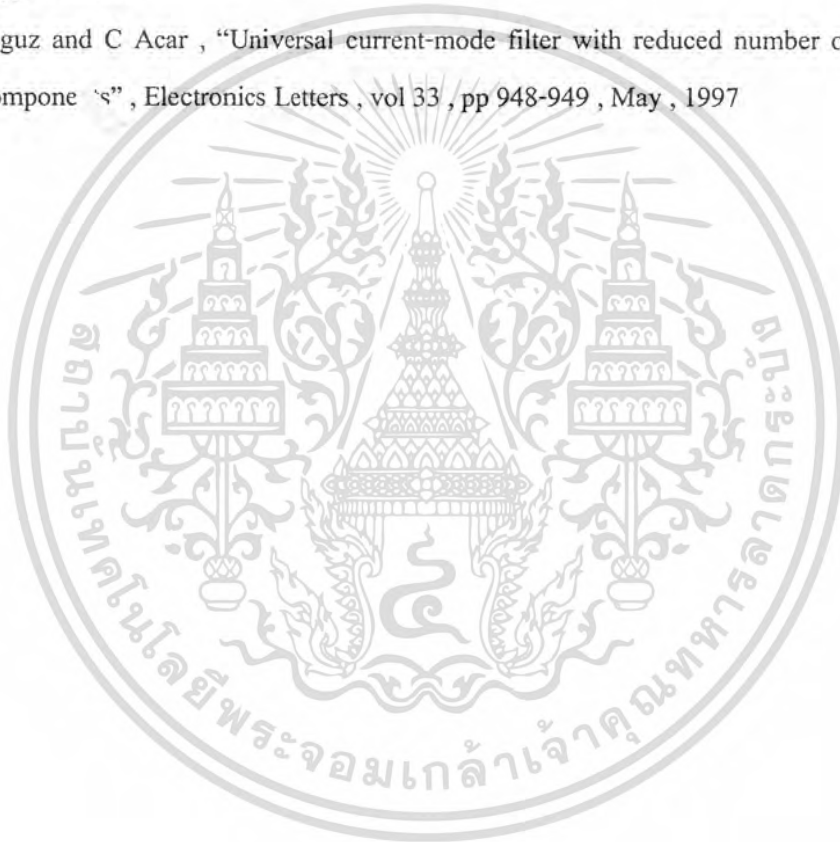 guz and C Acar , “Universal current-mode filter with reduced number
ompone 's” , Electronics Letters , vol 33 , pp 948-949 , May , 1997
สถาบันเทคโนโลยีพระจอมเกล้าเจ้าคุณทหารลาดกระบัง